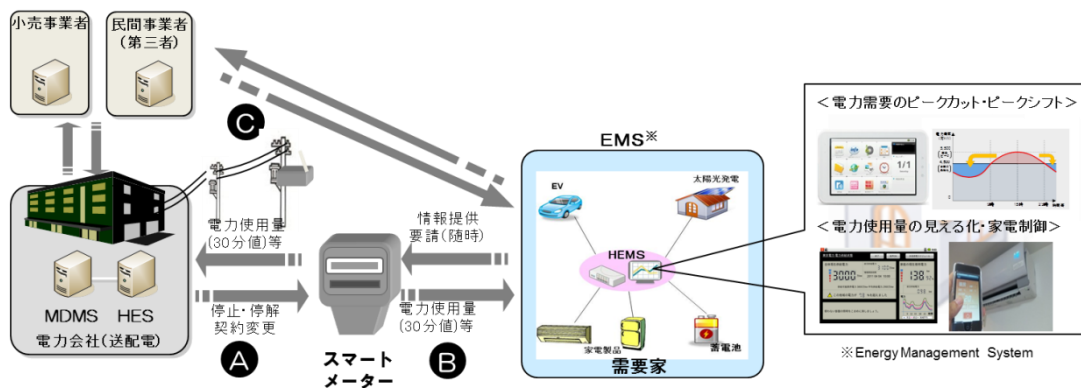 小売事業者
民間事業者
(第三者)
C
電力使用量
(30分値)等
停止・停解
契約変更
A
MDMS
HES
電力会社(送配電)
スマート
メーター
情報提供
要請(随時)
電力使用量
(30分値)等
B
EMS※
EV
太陽光発電
HEMS
家電製品
蓄電池
需要家
＜電力需要のピークカット・ピークシフト＞
1/1
＜電力使用量の見える化・家電制御＞
3000
138
※Energy Management System